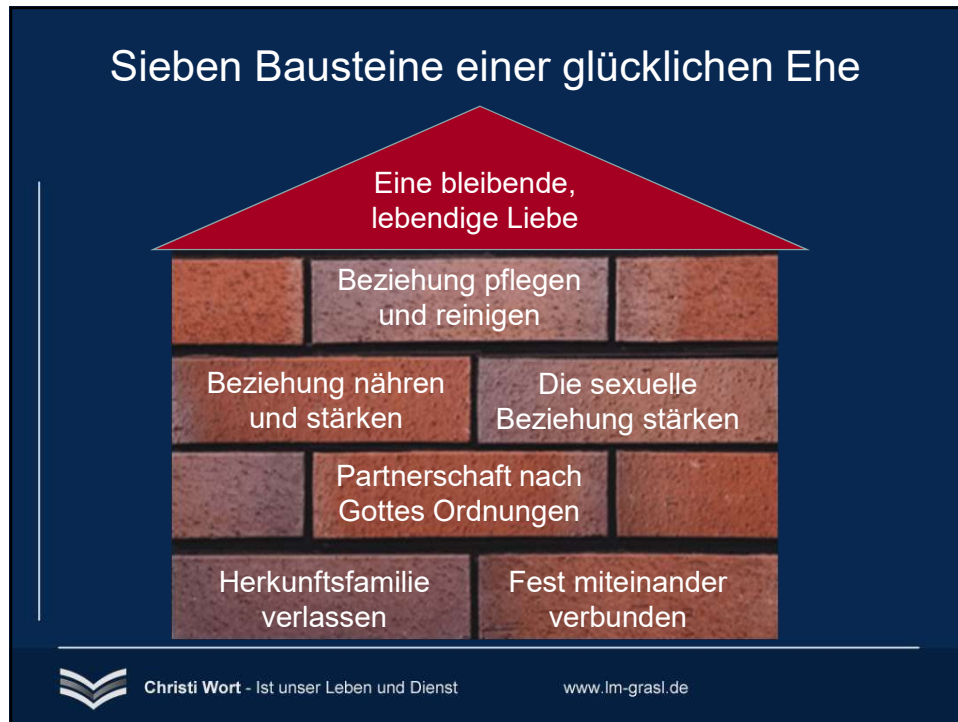 Sieben Bausteine einer glücklichen Ehe
Eine bleibende,
lebendige Liebe
Beziehung pflegen
und reinigen
Beziehung nähren
und stärken
Die sexuelle
Beziehung stärken
Partnerschaft nach
Gottes Ordnungen
Herkunftsfamilie
verlassen
Fest miteinander
verbunden
Christi Wort - Ist unser Leben und Dienst
www.lm-grasl.de